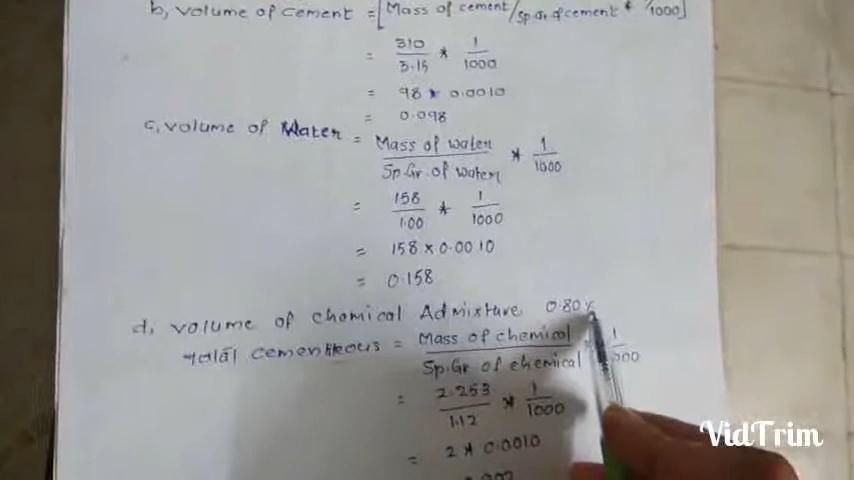 b, volume of cement = [Mass of cement/sp.Gr of cement * 1/1000]
= 310/3.15 * 1/1000
= 98 * 0.0010
= 0.098
c, volume of Water = Mass of water/Sp.Gr. of water * 1/1000
= 158/1.00 * 1/1000
= 158 x 0.0010
= 0.158
d, volume of chemical Admixture 0.80%
total cementeous = Mass of chemical/Sp.Gr of chemical * 1/1000
= 2.253/1.12 * 1/1000
= 2 * 0.0010
VidTrim